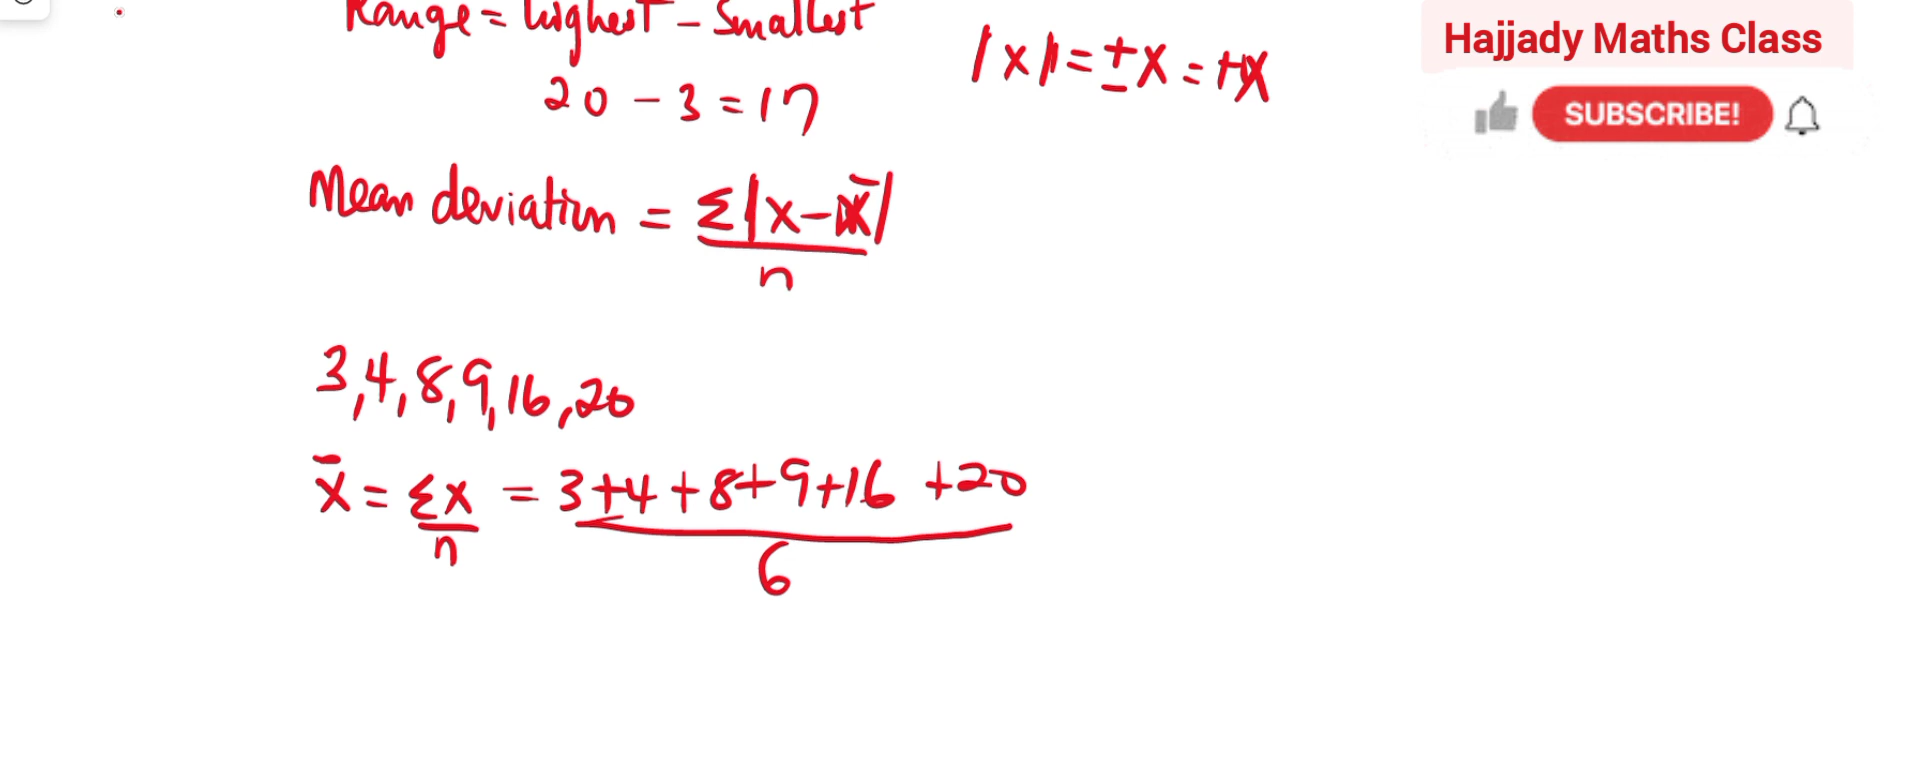 Range = highest - Smallest
20 - 3 = 17
|x| = ±x = +x
Hajjady Maths Class
SUBSCRIBE!
Mean deviation = Σ|x - x̄|
n
3, 4, 8, 9, 16, 20
x̄ = Σx = 3 + 4 + 8 + 9 + 16 + 20
n
6